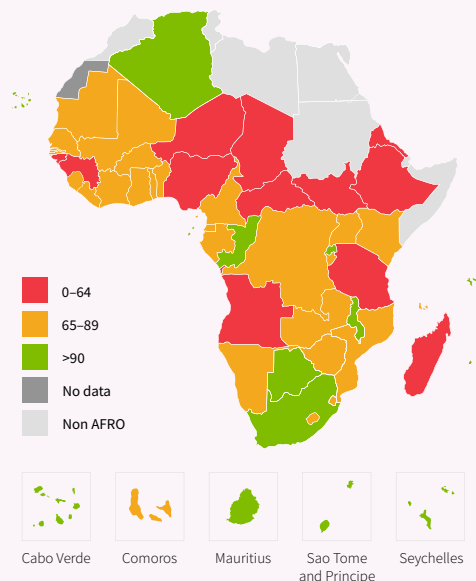 0–64
65–89
>90
No data
Non AFRO
Cabo Verde
Comoros
Mauritius
Sao Tome
and Principe
Seychelles